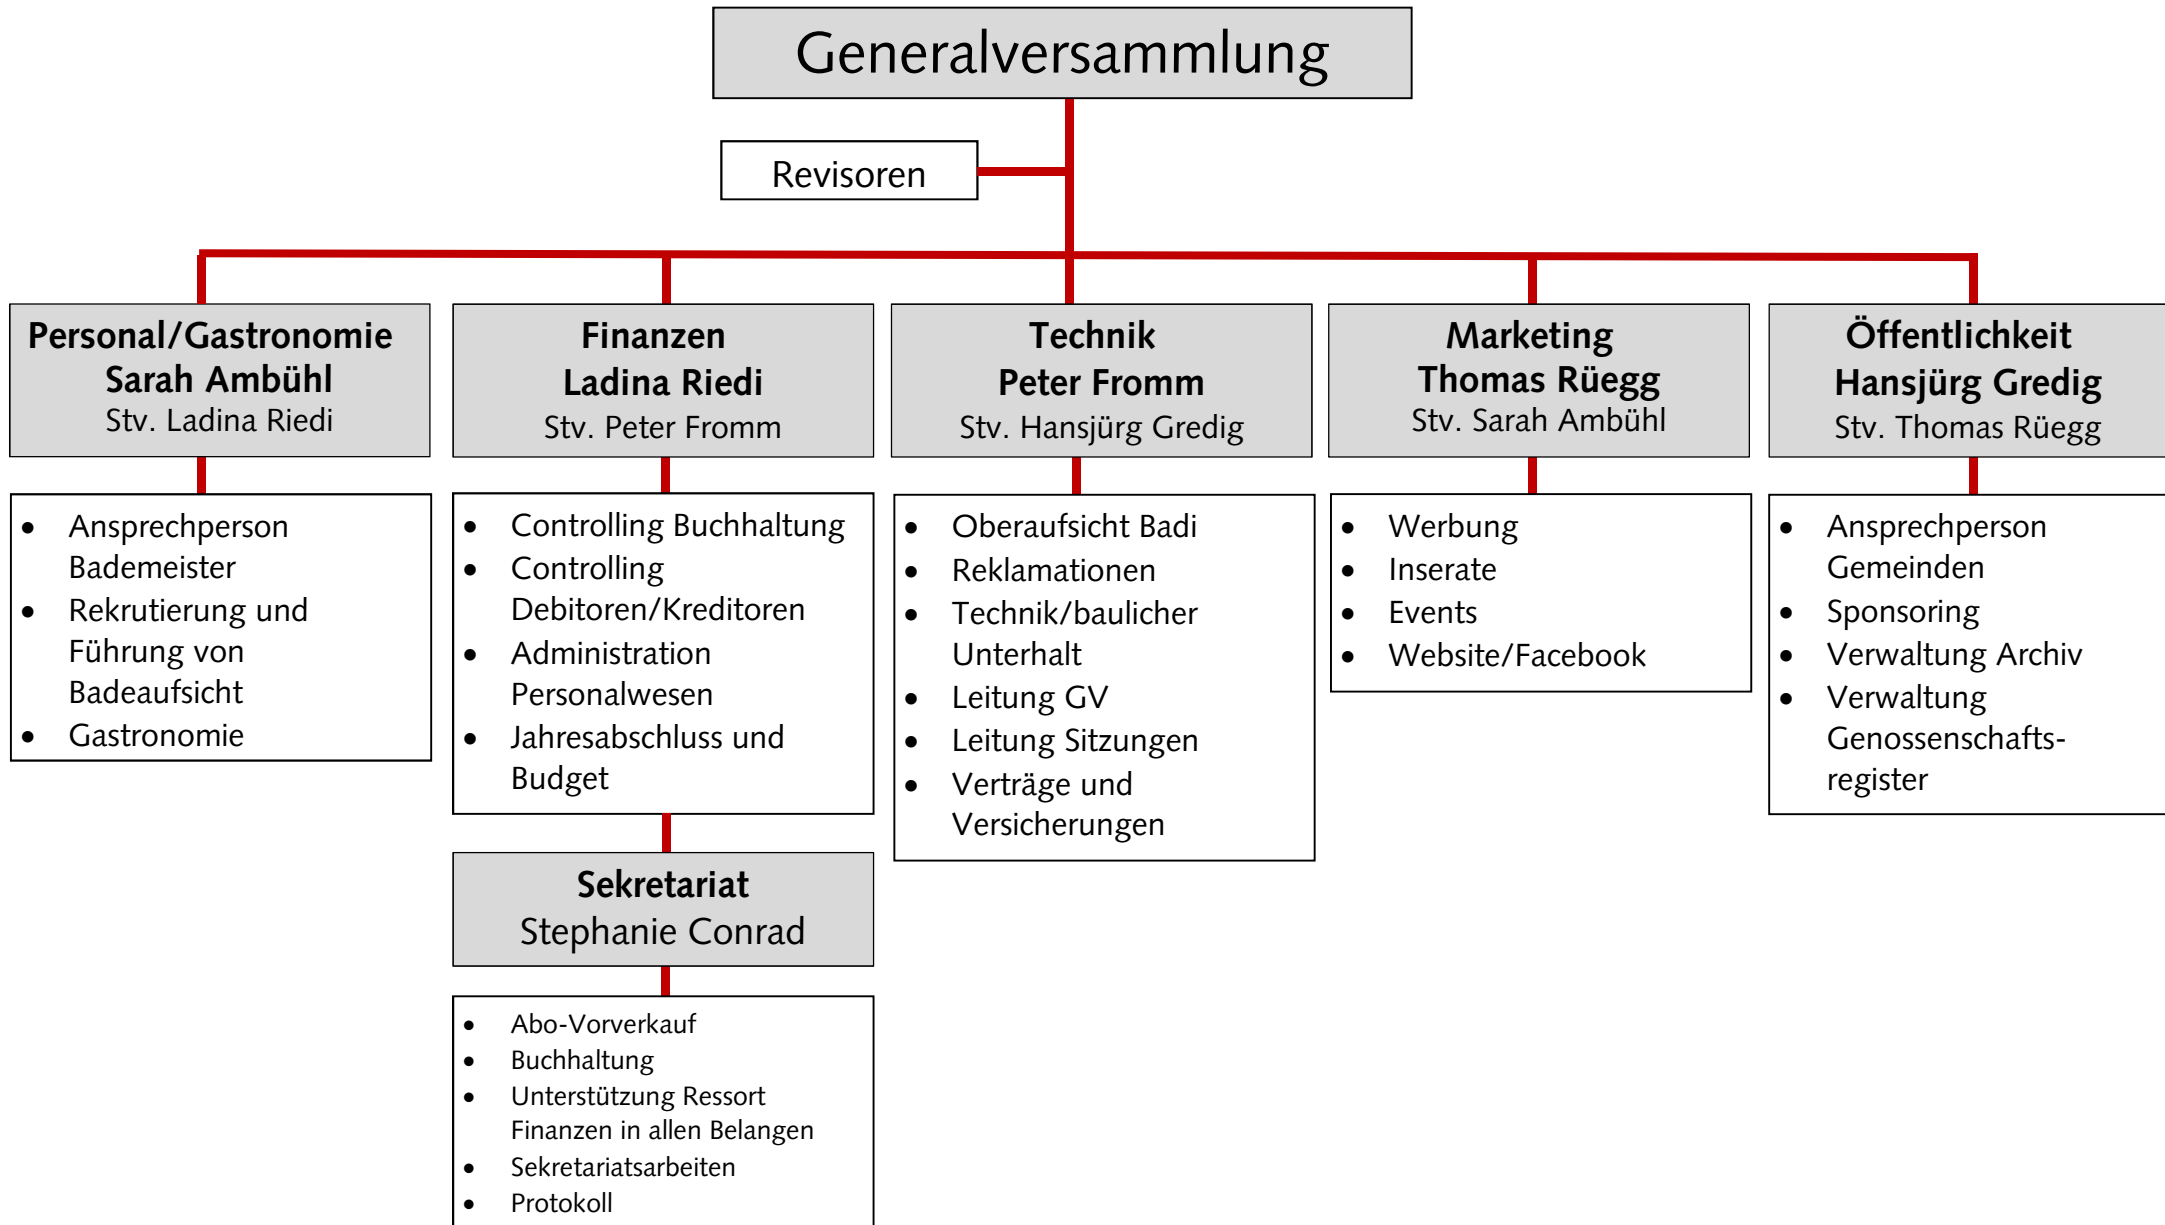 Generalversammlung
Revisoren
Personal/Gastronomie
Sarah Ambühl
Stv. Ladina Riedi
• Ansprechperson
Bademeister
• Rekrutierung und
Führung von
Badeaufsicht
• Gastronomie
Finanzen
Ladina Riedi
Stv. Peter Fromm
• Controlling Buchhaltung
• Controlling
Debitoren/Kreditoren
• Administration
Personalwesen
• Jahresabschluss und
Budget
Sekretariat
Stephanie Conrad
• Abo-Vorverkauf
• Buchhaltung
• Unterstützung Ressort
Finanzen in allen Belangen
• Sekretariatsarbeiten
• Protokoll
Technik
Peter Fromm
Stv. Hansjürg Gredig
• Oberaufsicht Badi
• Reklamationen
• Technik/baulicher
Unterhalt
• Leitung GV
• Leitung Sitzungen
• Verträge und
Versicherungen
Marketing
Thomas Rüegg
Stv. Sarah Ambühl
• Werbung
• Inserate
• Events
• Website/Facebook
Öffentlichkeit
Hansjürg Gredig
Stv. Thomas Rüegg
• Ansprechperson
Gemeinden
• Sponsoring
• Verwaltung Archiv
• Verwaltung
Genossenschafts-
register